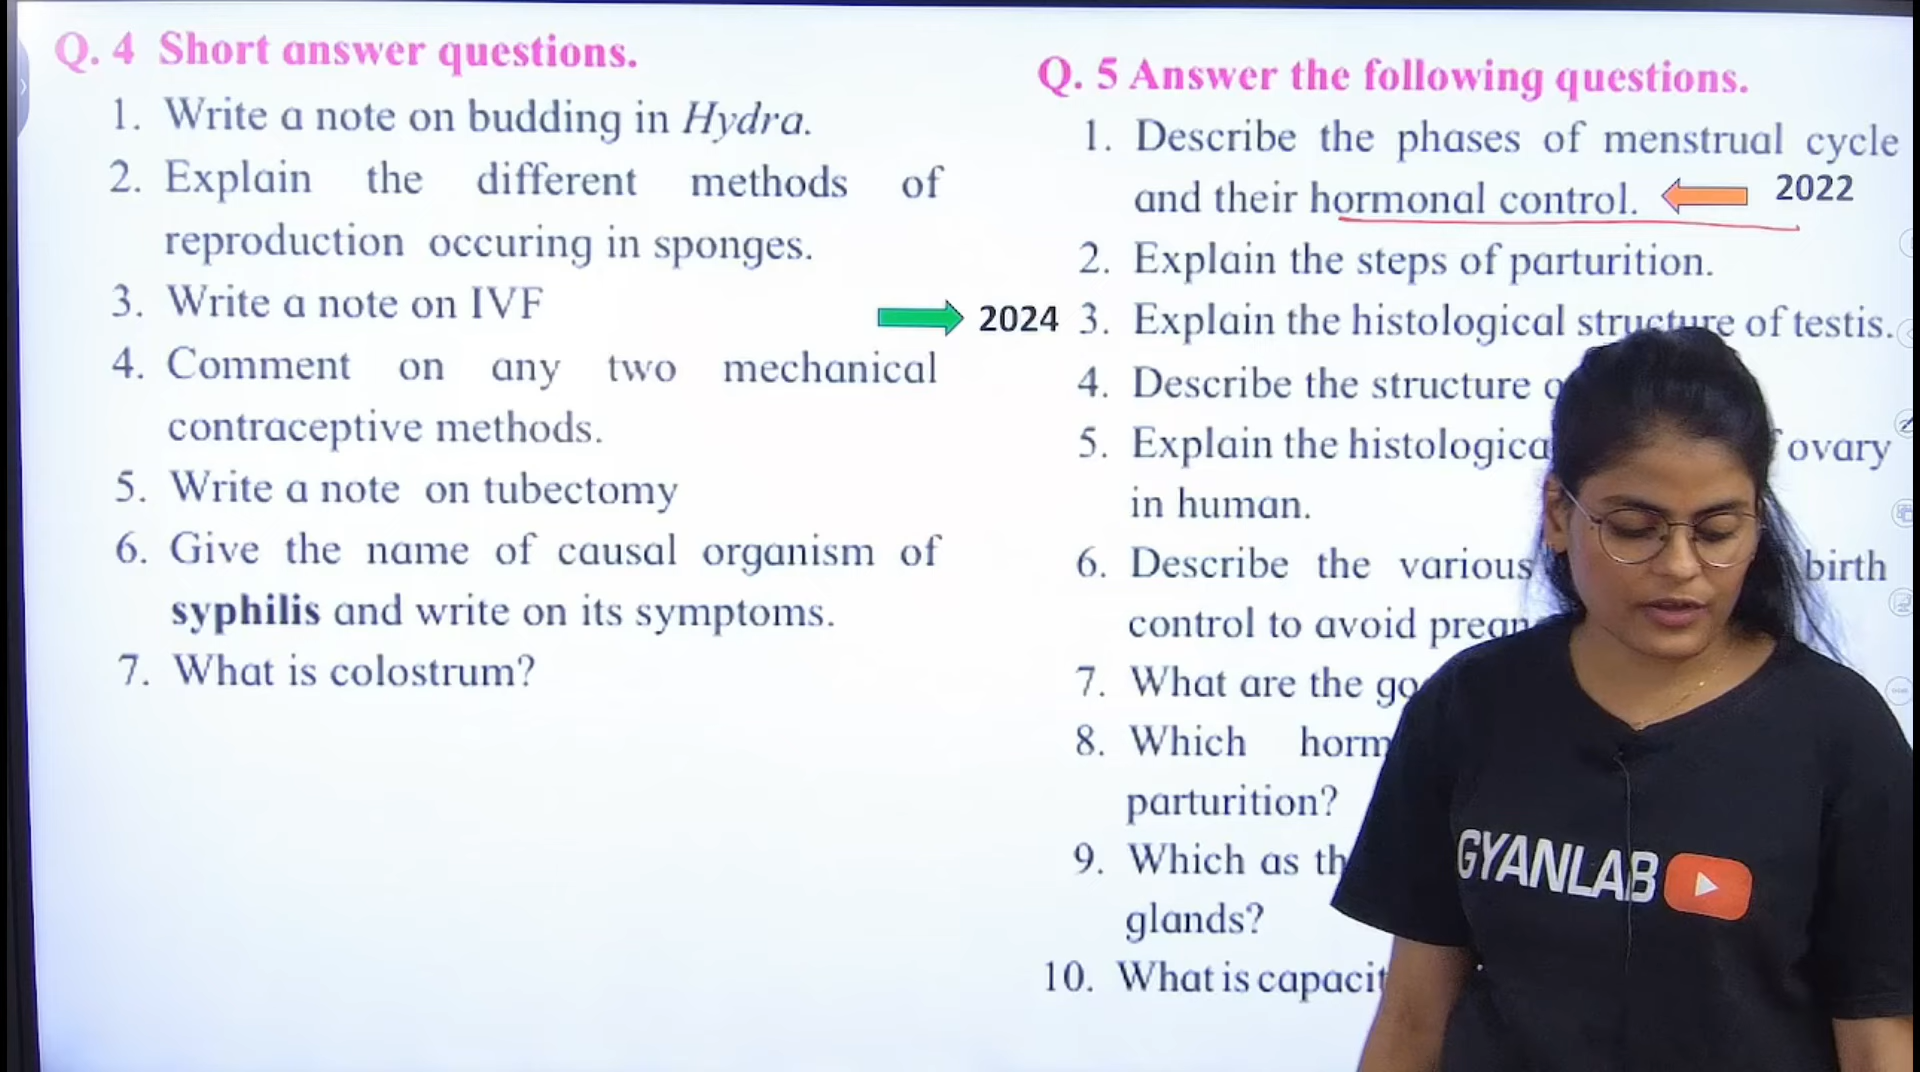 Q. 4 Short answer questions.
1. Write a note on budding in Hydra.
2. Explain the different methods of
reproduction occuring in sponges.
3. Write a note on IVF
4. Comment on any two mechanical
contraceptive methods.
5. Write a note on tubectomy
6. Give the name of causal organism of
syphilis and write on its symptoms.
7. What is colostrum?
Q. 5 Answer the following questions.
1. Describe the phases of menstrual cycle
and their hormonal control. 2022
2. Explain the steps of parturition.
2024 3. Explain the histological structure of testis.
4. Describe the structure
5. Explain the ovary
in human.
6. Describe the various birth
control to avoid
7. What are the
8. Which
parturition?
9. Which as
glands?
10. What is
GYANLAB